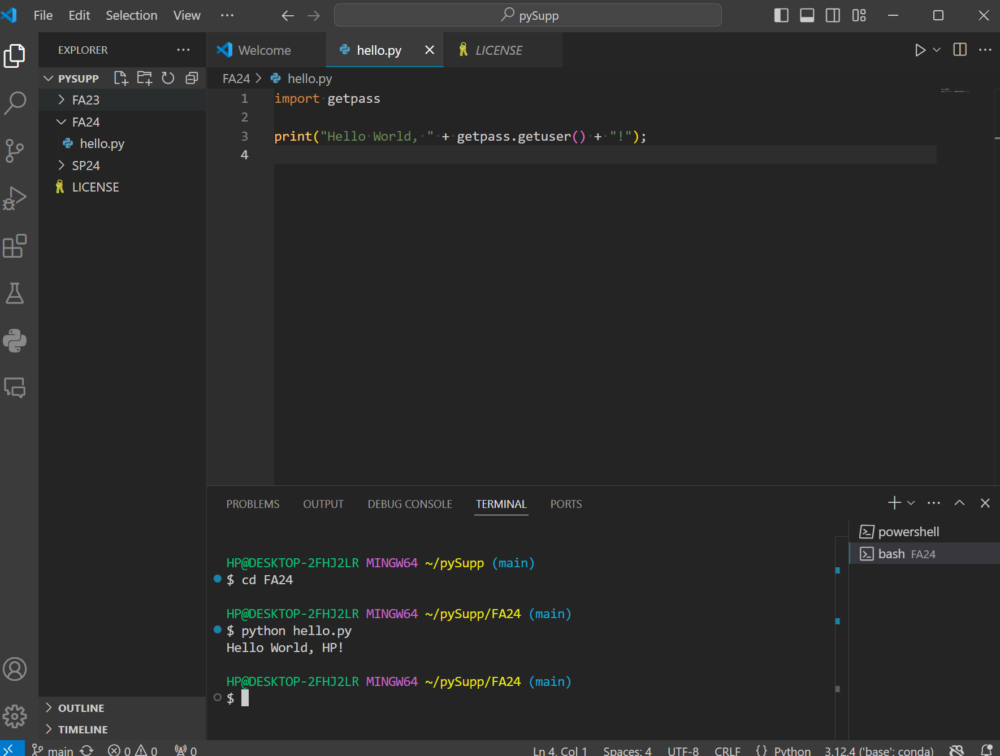 File Edit Selection View ··· pySupp
EXPLORER ···
PYSUPP
FA23
FA24
hello.py
SP24
LICENSE
OUTLINE
TIMELINE
Welcome hello.py LICENSE
FA24 > hello.py
1 import getpass
2
3 print("Hello World, " + getpass.getuser() + "!");
4
PROBLEMS OUTPUT DEBUG CONSOLE TERMINAL PORTS
HP@DESKTOP-2FHJ2LR MINGW64 ~/pySupp (main)
$ cd FA24
HP@DESKTOP-2FHJ2LR MINGW64 ~/pySupp/FA24 (main)
$ python hello.py
Hello World, HP!
HP@DESKTOP-2FHJ2LR MINGW64 ~/pySupp/FA24 (main)
$
powershell
bash FA24
main 0 0 0 Ln 4, Col 1 Spaces: 4 UTF-8 CRLF {} Python 3.12.4 ('base': conda)